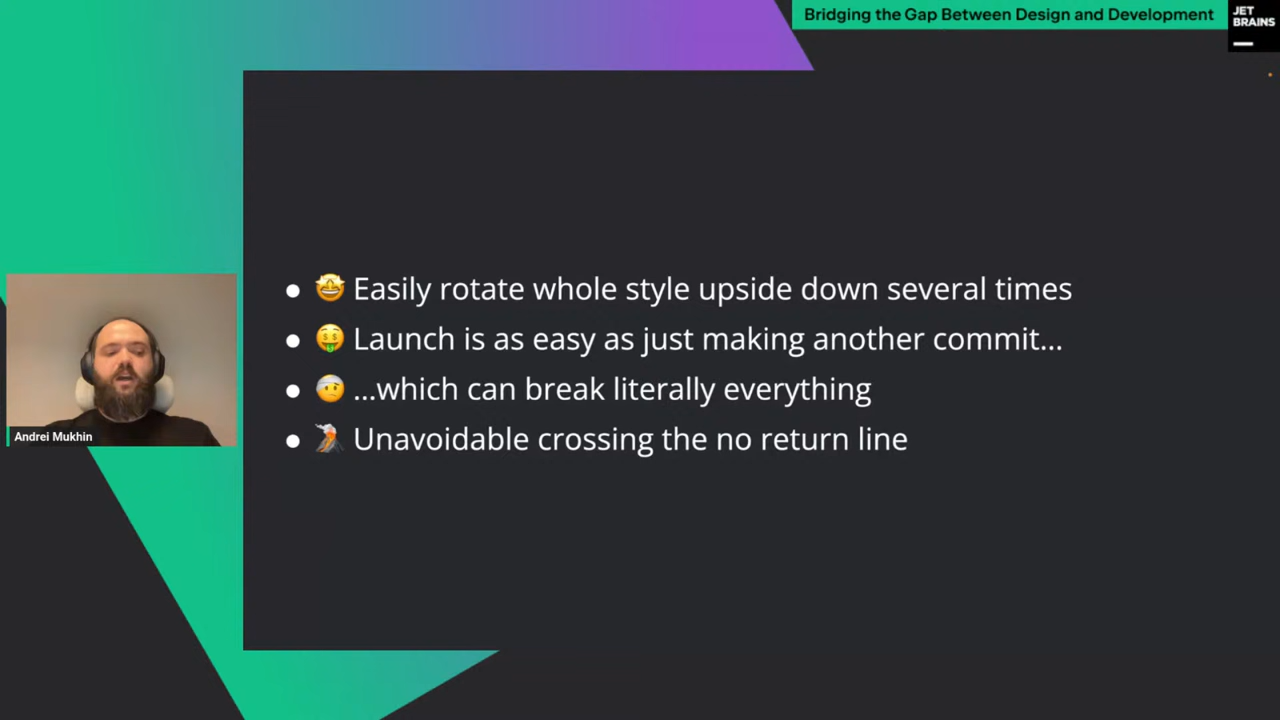 Bridging the Gap Between Design and Development
JET
BRAINS
• 🤩 Easily rotate whole style upside down several times
• 🤑 Launch is as easy as just making another commit...
• 🤕 ...which can break literally everything
• 🌋 Unavoidable crossing the no return line
Andrei Mukhin